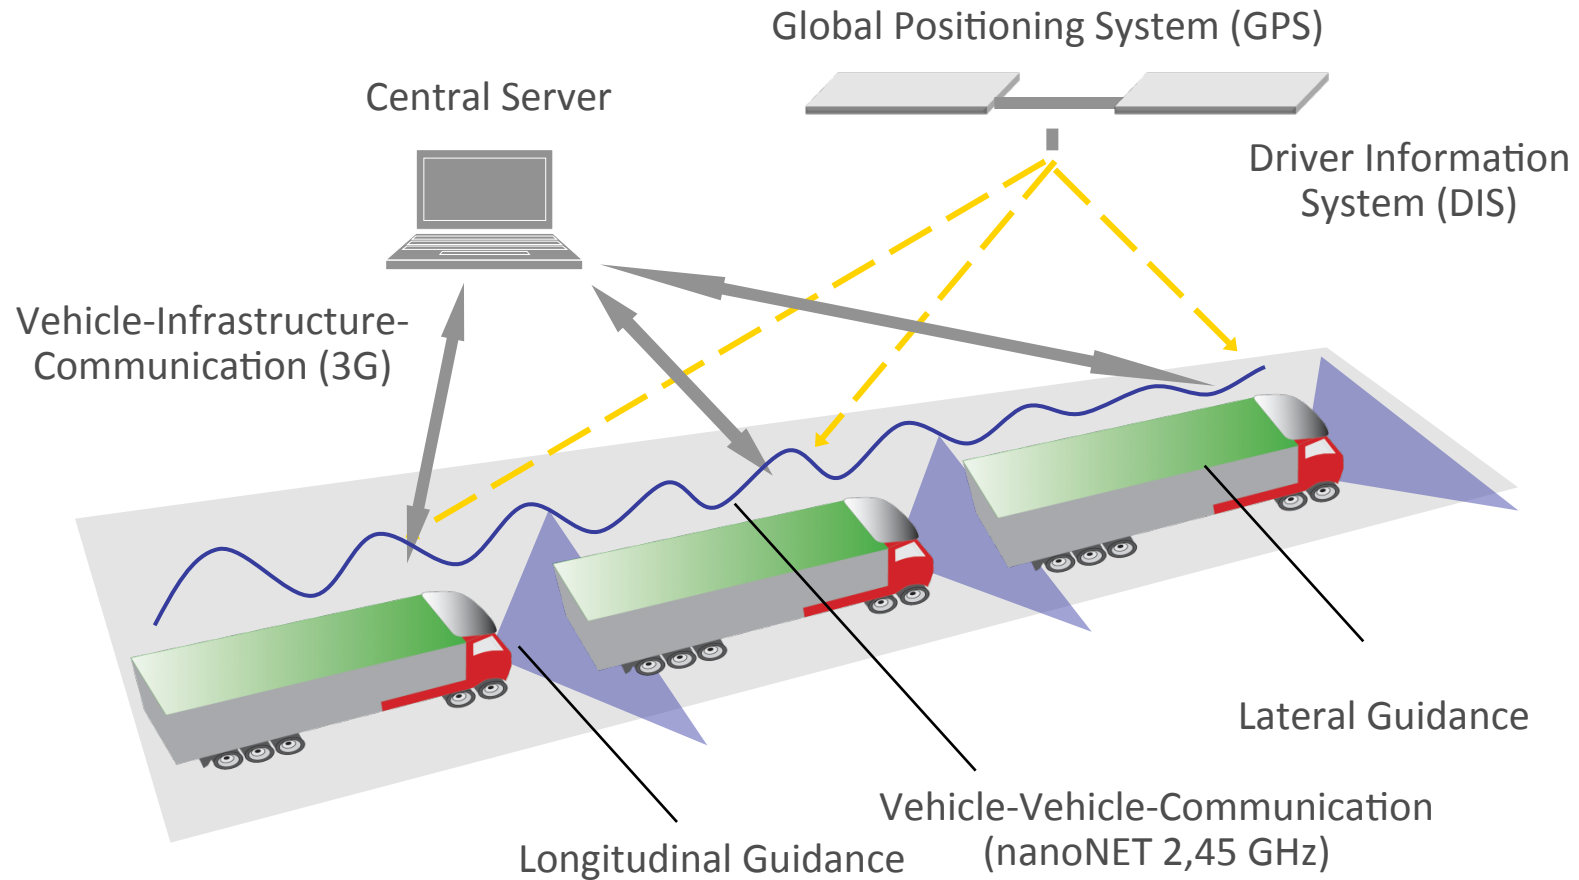 Global Positioning System (GPS)
Central Server
Driver Information
System (DIS)
Vehicle-Infrastructure-
Communication (3G)
Lateral Guidance
Vehicle-Vehicle-Communication
(nanoNET 2,45 GHz)
Longitudinal Guidance